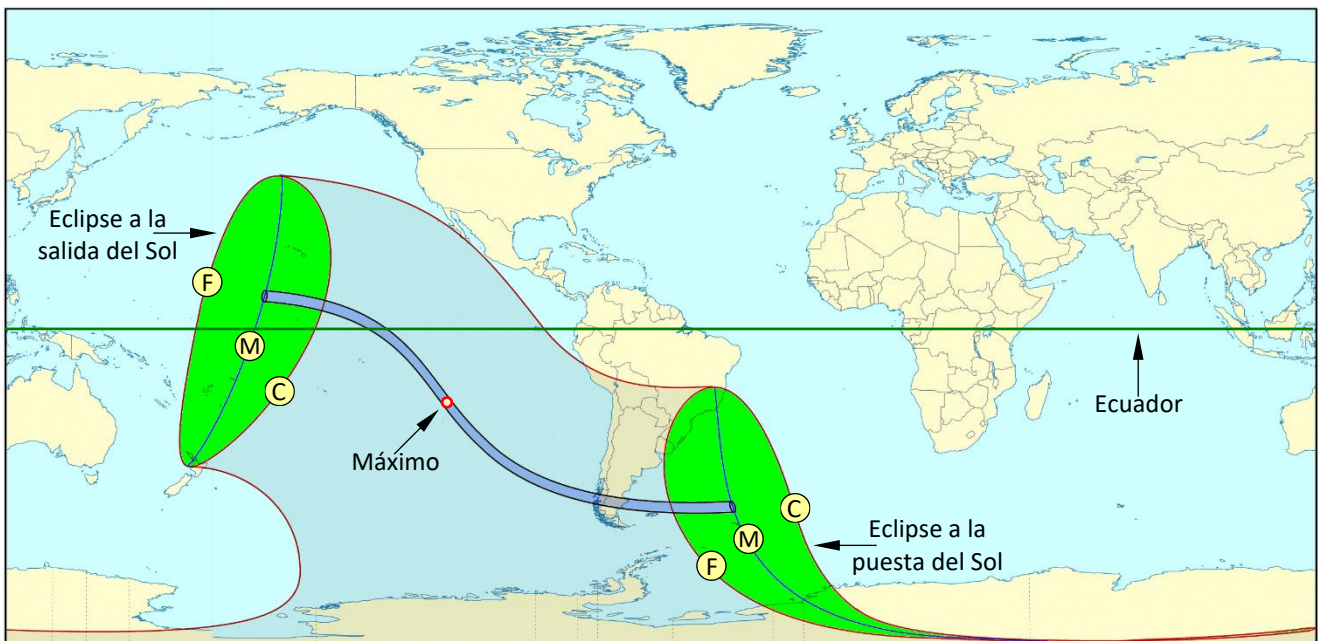 Eclipse a la
salida del Sol
F
M
C
Máximo
Ecuador
C
M
F
Eclipse a la
puesta del Sol